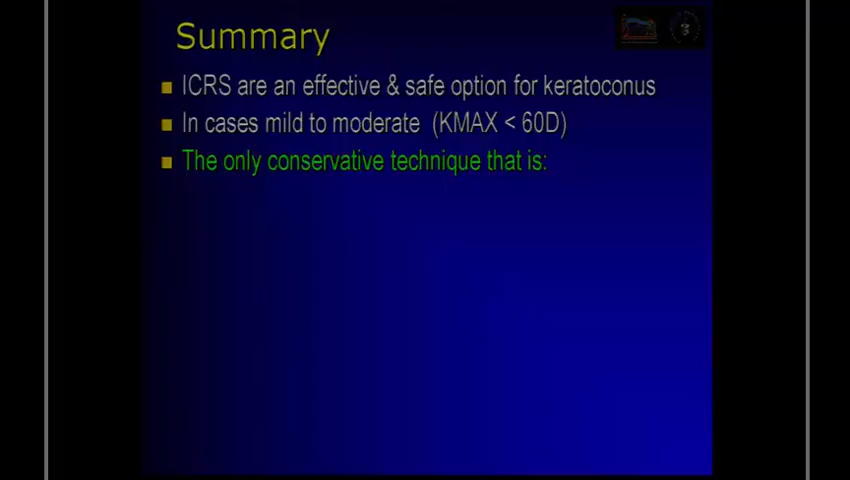 Summary
ICRS are an effective & safe option for keratoconus
In cases mild to moderate (KMAX < 60D)
The only conservative technique that is: